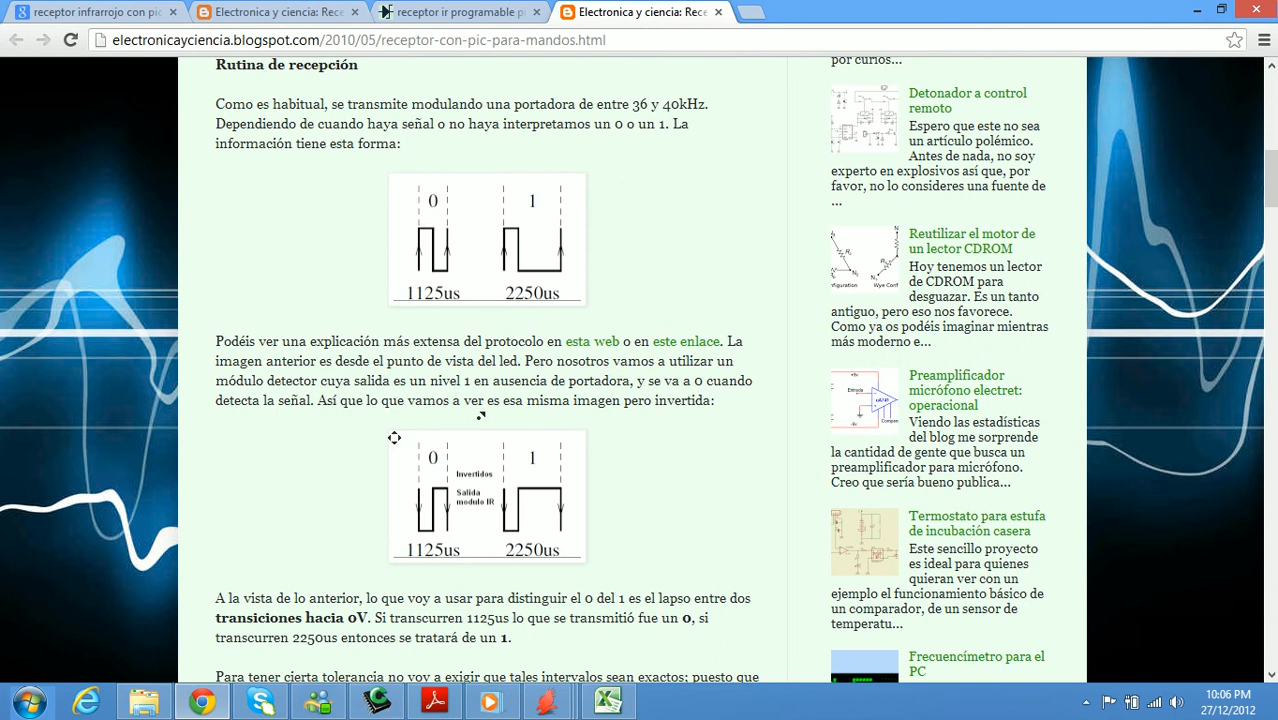 receptor infrarrojo con pic
Electronica y ciencia: Rece
receptor ir programable p
Electronica y ciencia: Rece
electronicayciencia.blogspot.com/2010/05/receptor-con-pic-para-mandos.html
Rutina de recepción
Como es habitual, se transmite modulando una portadora de entre 36 y 40kHz.
Dependiendo de cuando haya señal o no haya interpretamos un 0 o un 1. La
información tiene esta forma:
0 1
1125us 2250us
Podéis ver una explicación más extensa del protocolo en esta web o en este enlace. La
imagen anterior es desde el punto de vista del led. Pero nosotros vamos a utilizar un
módulo detector cuya salida es un nivel 1 en ausencia de portadora, y se va a 0 cuando
detecta la señal. Así que lo que vamos a ver es esa misma imagen pero invertida:
0 1
Invertidos
Salida
modulo IR
1125us 2250us
A la vista de lo anterior, lo que voy a usar para distinguir el 0 del 1 es el lapso entre dos
transiciones hacia 0V. Si transcurren 1125us lo que se transmitió fue un 0, si
transcurren 2250us entonces se tratará de un 1.
Para tener cierta tolerancia no voy a exigir que tales intervalos sean exactos; puesto que
por curios...
Detonador a control
remoto
Espero que este no sea
un artículo polémico.
Antes de nada, no soy
experto en explosivos así que, por
favor, no lo consideres una fuente de
...
Reutilizar el motor de
un lector CDROM
Hoy tenemos un lector
de CDROM para
desguazar. Es un tanto
antiguo, pero eso nos favorece.
Como ya os podéis imaginar mientras
más moderno e...
Preamplificador
micrófono electret:
operacional
Viendo las estadísticas
del blog me sorprende
la cantidad de gente que busca un
preamplificador para micrófono.
Creo que sería bueno publica...
Termostato para estufa
de incubación casera
Este sencillo proyecto
es ideal para quienes
quieran ver con un
ejemplo el funcionamiento básico de
un comparador, de un sensor de
temperatu...
Frecuencímetro para el
PC
10:06 PM
27/12/2012